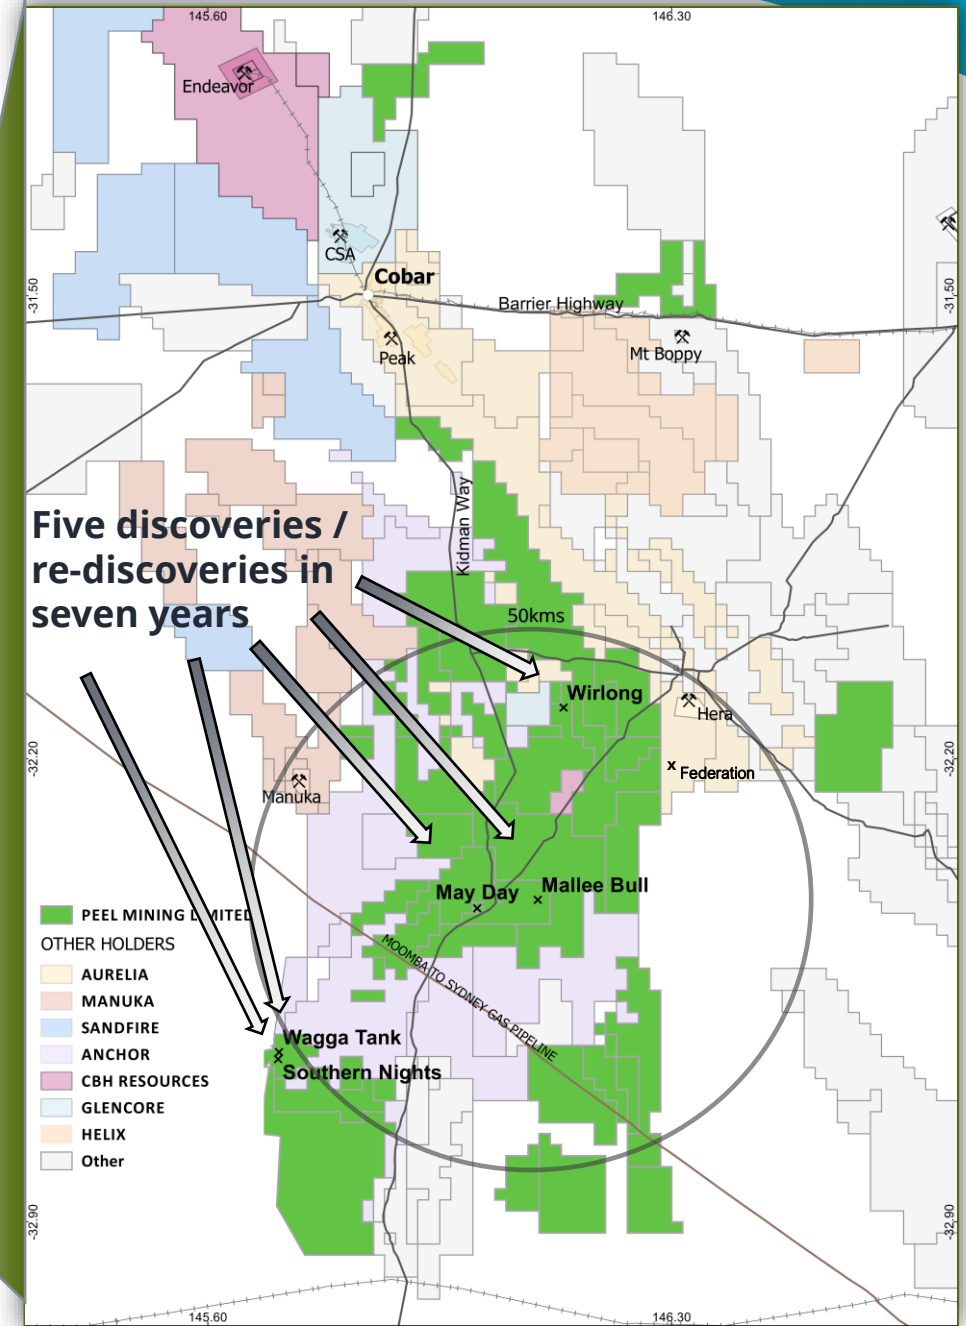 145.60
146.30
Endeavor
CSA
Cobar
-31.50
-31.50
Barrier Highway
Peak
Mt Boppy
Kidman Way
Five discoveries /
re-discoveries in
seven years
50kms
Wirlong
Hera
-32.20
-32.20
Federation
Manuka
May Day
Mallee Bull
PEEL MINING LIMITED
OTHER HOLDERS
AURELIA
MANUKA
SANDFIRE
ANCHOR
CBH RESOURCES
GLENCORE
HELIX
Other
MOOMBA TO SYDNEY GAS PIPELINE
Wagga Tank
Southern Nights
-32.90
-32.90
145.60
146.30